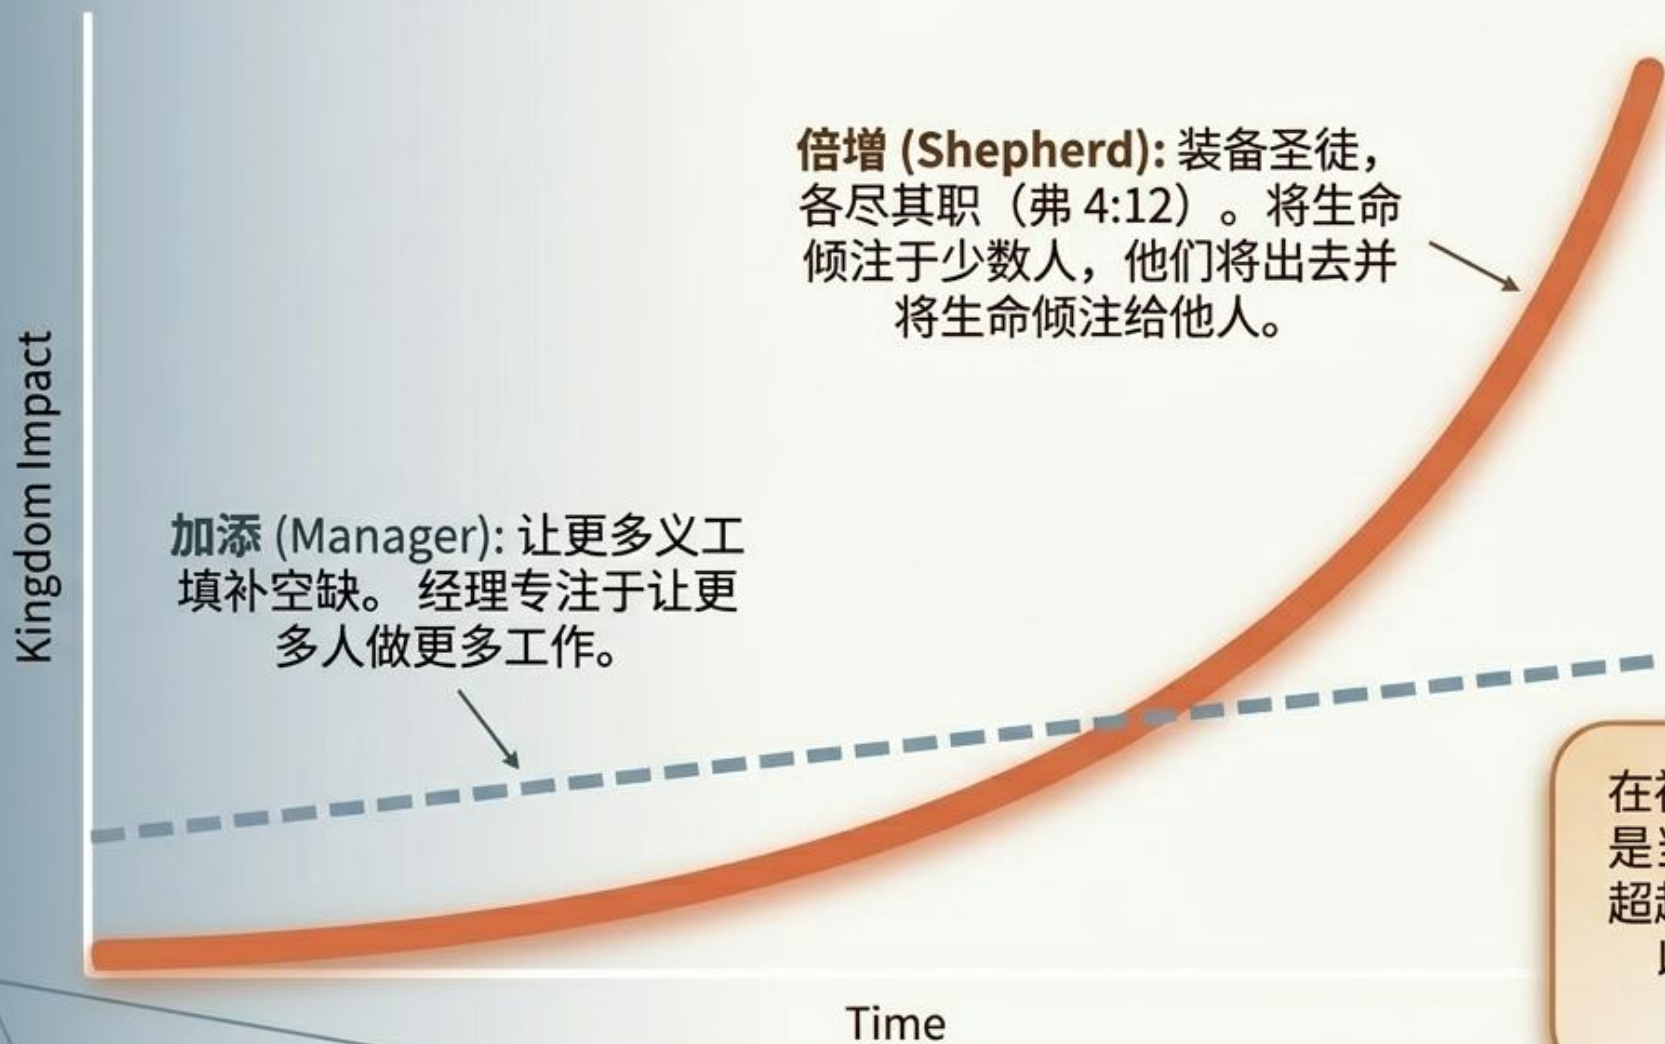 倍增 (Shepherd): 装备圣徒，
各尽其职（弗 4:12）。将生命
倾注于少数人，他们将出去并
将生命倾注给他人。
Kingdom Impact
加添 (Manager): 让更多义工
填补空缺。 经理专注于让更
多人做更多工作。
在
是
超
Time